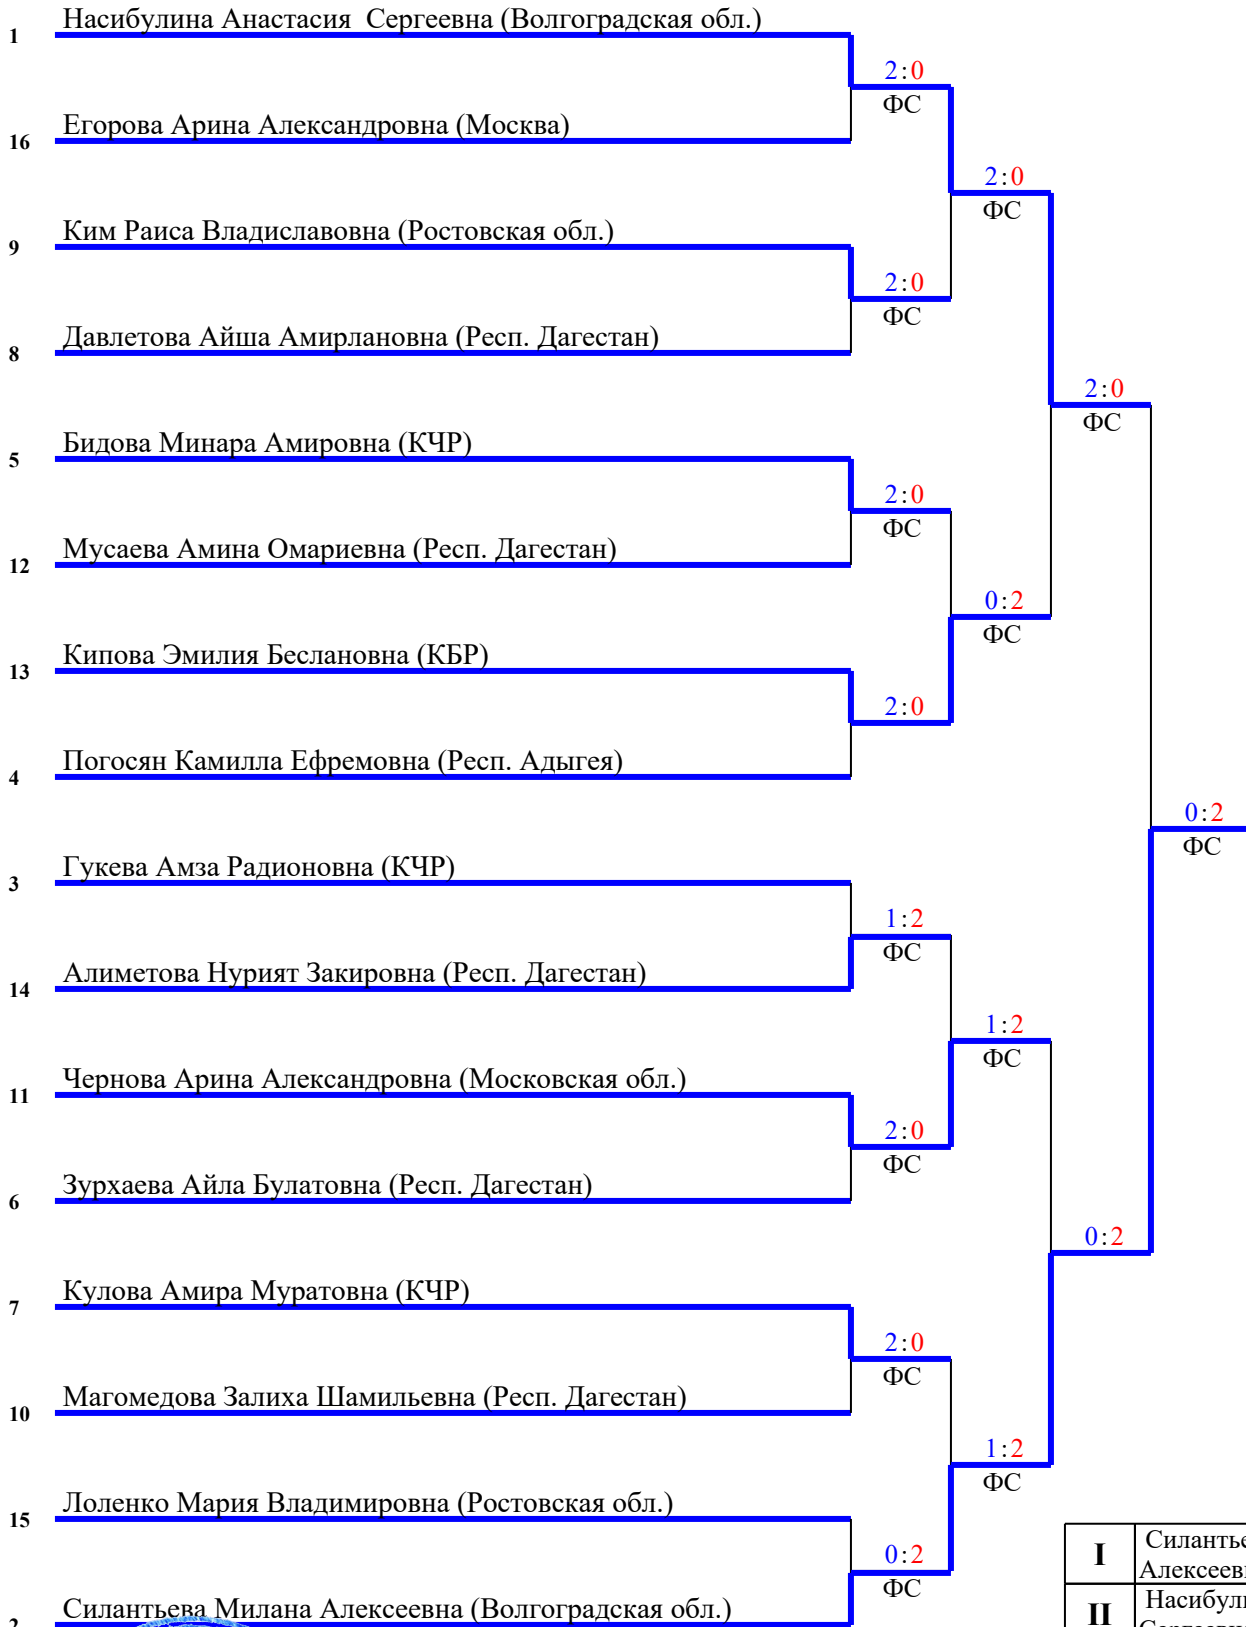 Насибулина Анастасия  Сергеевна (Волгоградская обл.)
1
2:0
ФС
Егорова Арина Александровна (Москва)
16
2:0
ФС
Ким Раиса Владиславовна (Ростовская обл.)
9
2:0
ФС
Давлетова Айша Амирлановна (Респ. Дагестан)
8
2:0
ФС
Бидова Минара Амировна (КЧР)
5
2:0
ФС
Мусаева Амина Омариевна (Респ. Дагестан)
12
0:2
ФС
Кипова Эмилия Беслановна (КБР)
13
2:0
Погосян Камилла Ефремовна (Респ. Адыгея)
4
0:2
ФС
Гукева Амза Радионовна (КЧР)
3
1:2
ФС
Алиметова Нурият Закировна (Респ. Дагестан)
14
1:2
ФС
Чернова Арина Александровна (Московская обл.)
11
2:0
ФС
Зурхаева Айла Булатовна (Респ. Дагестан)
6
0:2
Кулова Амира Муратовна (КЧР)
7
2:0
ФС
Магомедова Залиха Шамильевна (Респ. Дагестан)
10
1:2
ФС
Лоленко Мария Владимировна (Ростовская обл.)
15
0:2
ФС
Силантьева Милана Алексеевна (Волгоградская обл.)
2
I
II